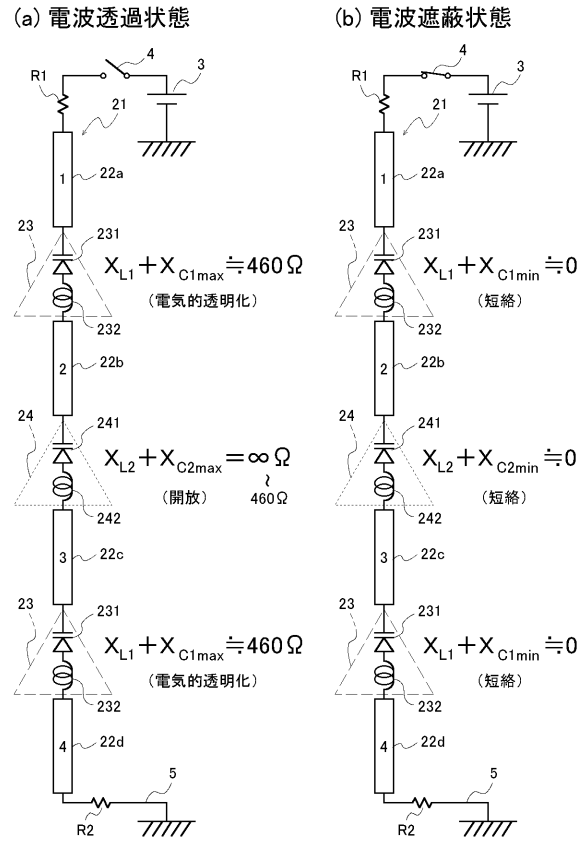 (a) 電波透過状態
4
3
R1
21
1
22a
23
231
X_L1＋X_C1max≒460Ω
(電気的透明化)
232
2
22b
24
241
X_L2＋X_C2max＝∞Ω
～
(開放)
460Ω
242
3
22c
23
231
X_L1＋X_C1max≒460Ω
(電気的透明化)
232
4
22d
5
R2
(b) 電波遮蔽状態
4
3
R1
21
1
22a
23
231
X_L1＋X_C1min≒0
(短絡)
232
2
22b
24
241
X_L2＋X_C2min≒0
(短絡)
242
3
22c
23
231
X_L1＋X_C1min≒0
(短絡)
232
4
22d
5
R2